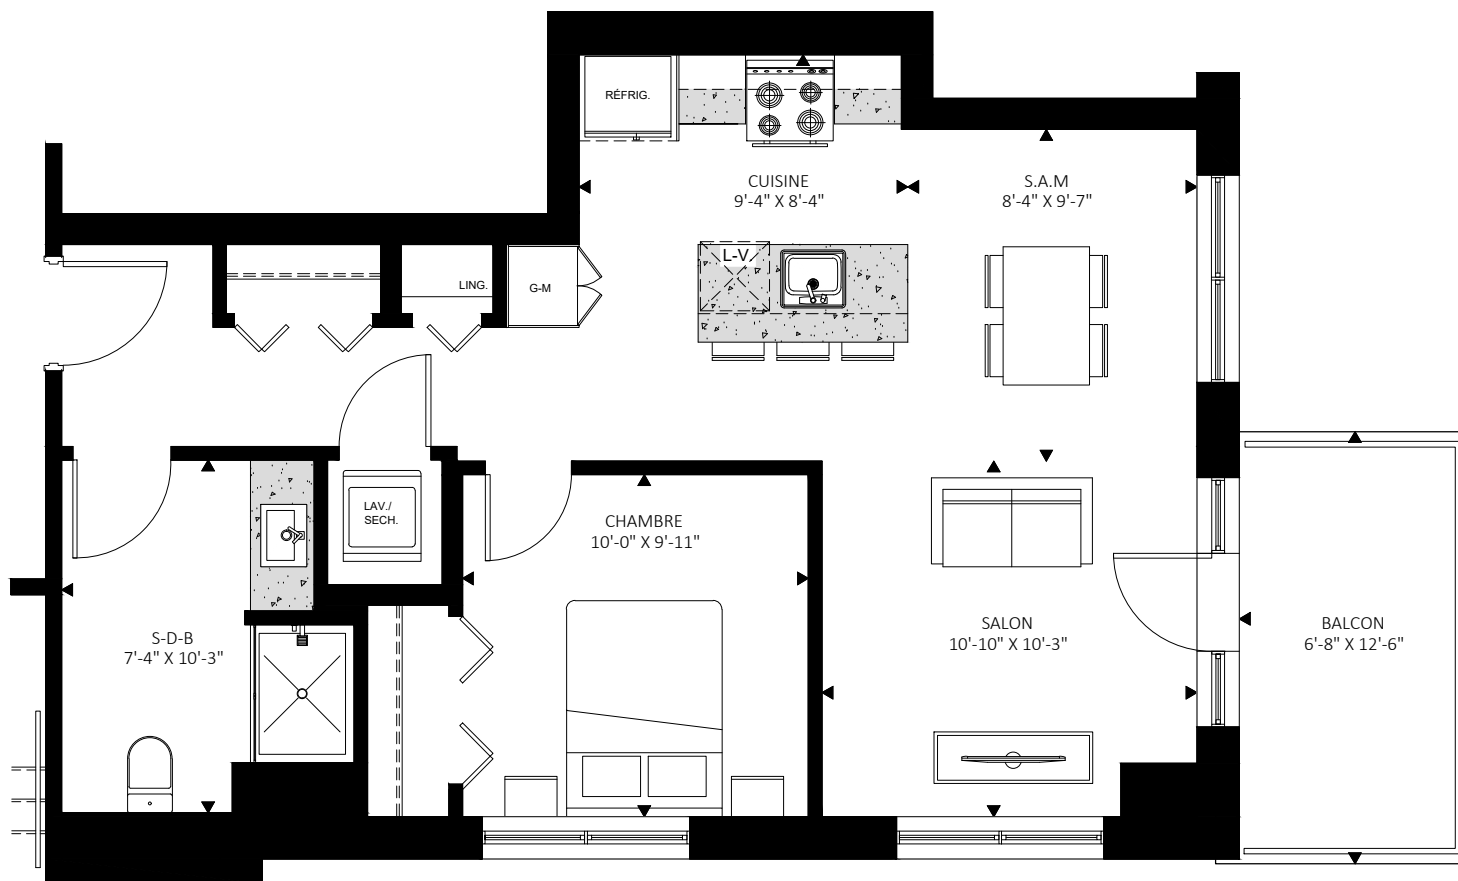 RÉFRIG.
CUISINE
9'-4" X 8'-4"
S.A.M
8'-4" X 9'-7"
L-V
LING.
G-M
LAV./
SECH.
CHAMBRE
10'-0" X 9'-11"
S-D-B
7'-4" X 10'-3"
SALON
10'-10" X 10'-3"
BALCON
6'-8" X 12'-6"